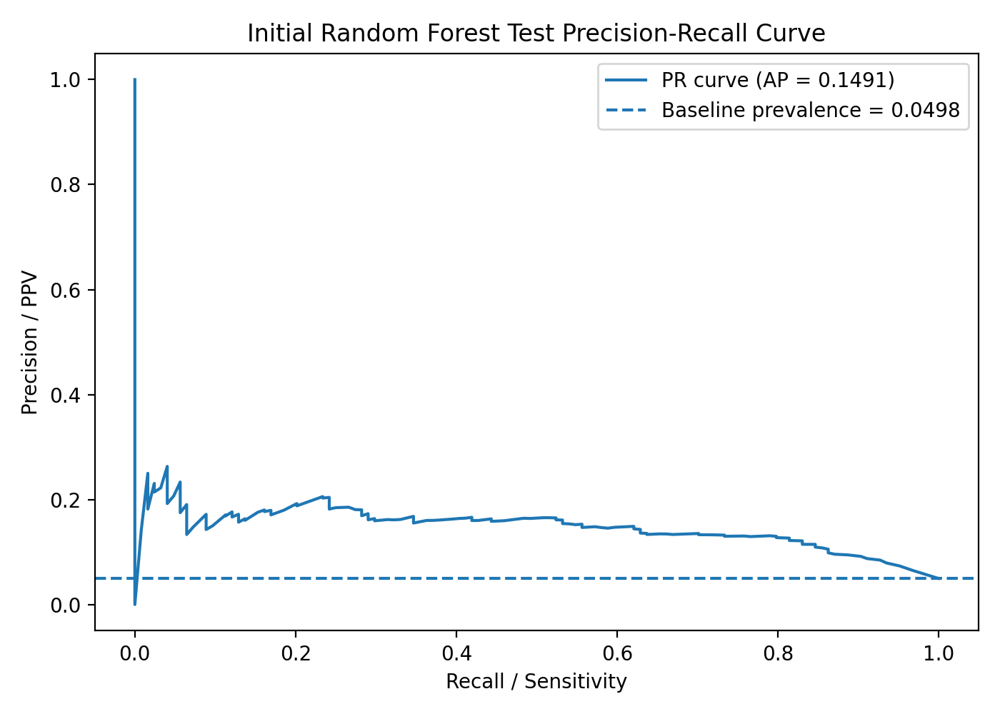 Initial Random Forest Test Precision-Recall Curve
PR curve (AP = 0.1491)
Baseline prevalence = 0.0498
Precision / PPV
1.0
0.8
0.6
0.4
0.2
0.0
0.0 0.2 0.4 0.6 0.8 1.0
Recall / Sensitivity